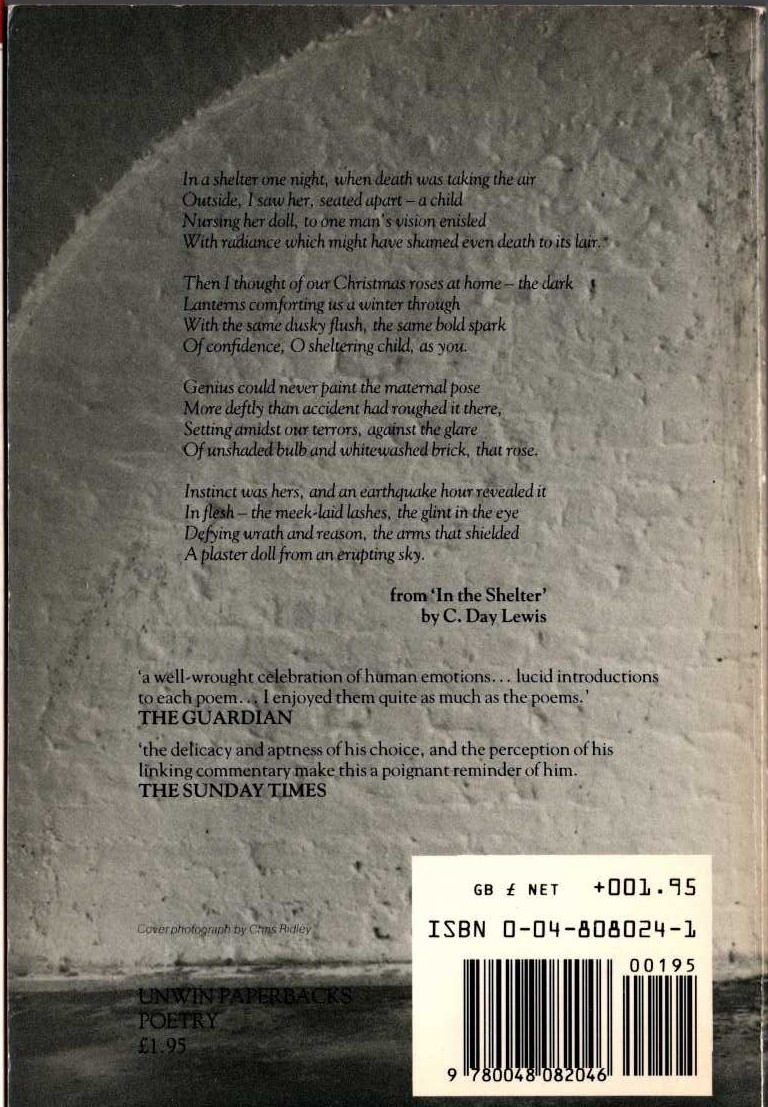 In a shelter one night, when death was taking the air
Outside, I saw her, seated apart – a child
Nursing her doll, to one man's vision enisled
With radiance which might have shamed even death to its lair.
Then I thought of our Christmas roses at home – the dark
Lanterns comforting us a winter through
With the same dusky flush, the same bold spark
Of confidence, O sheltering child, as you.
Genius could never paint the maternal pose
More deftly than accident had roughed it there,
Setting amidst our terrors, against the glare
Of unshaded bulb and whitewashed brick, that rose.
Instinct was hers, and an earthquake hour revealed it
In flesh – the meek-laid lashes, the glint in the eye
Defying wrath and reason, the arms that shielded
A plaster doll from an erupting sky.
from 'In the Shelter'
by C. Day Lewis
'a well-wrought celebration of human emotions... lucid introductions
to each poem... I enjoyed them quite as much as the poems.'
THE GUARDIAN
'the delicacy and aptness of his choice, and the perception of his
linking commentary make this a poignant reminder of him.
THE SUNDAY TIMES
Cover photograph by Chris Ridley
UNWIN PAPERBACKS
POETRY
£1.95
GB £ NET +001.95
ISBN 0-04-808024-1
00195
9 780048 082046